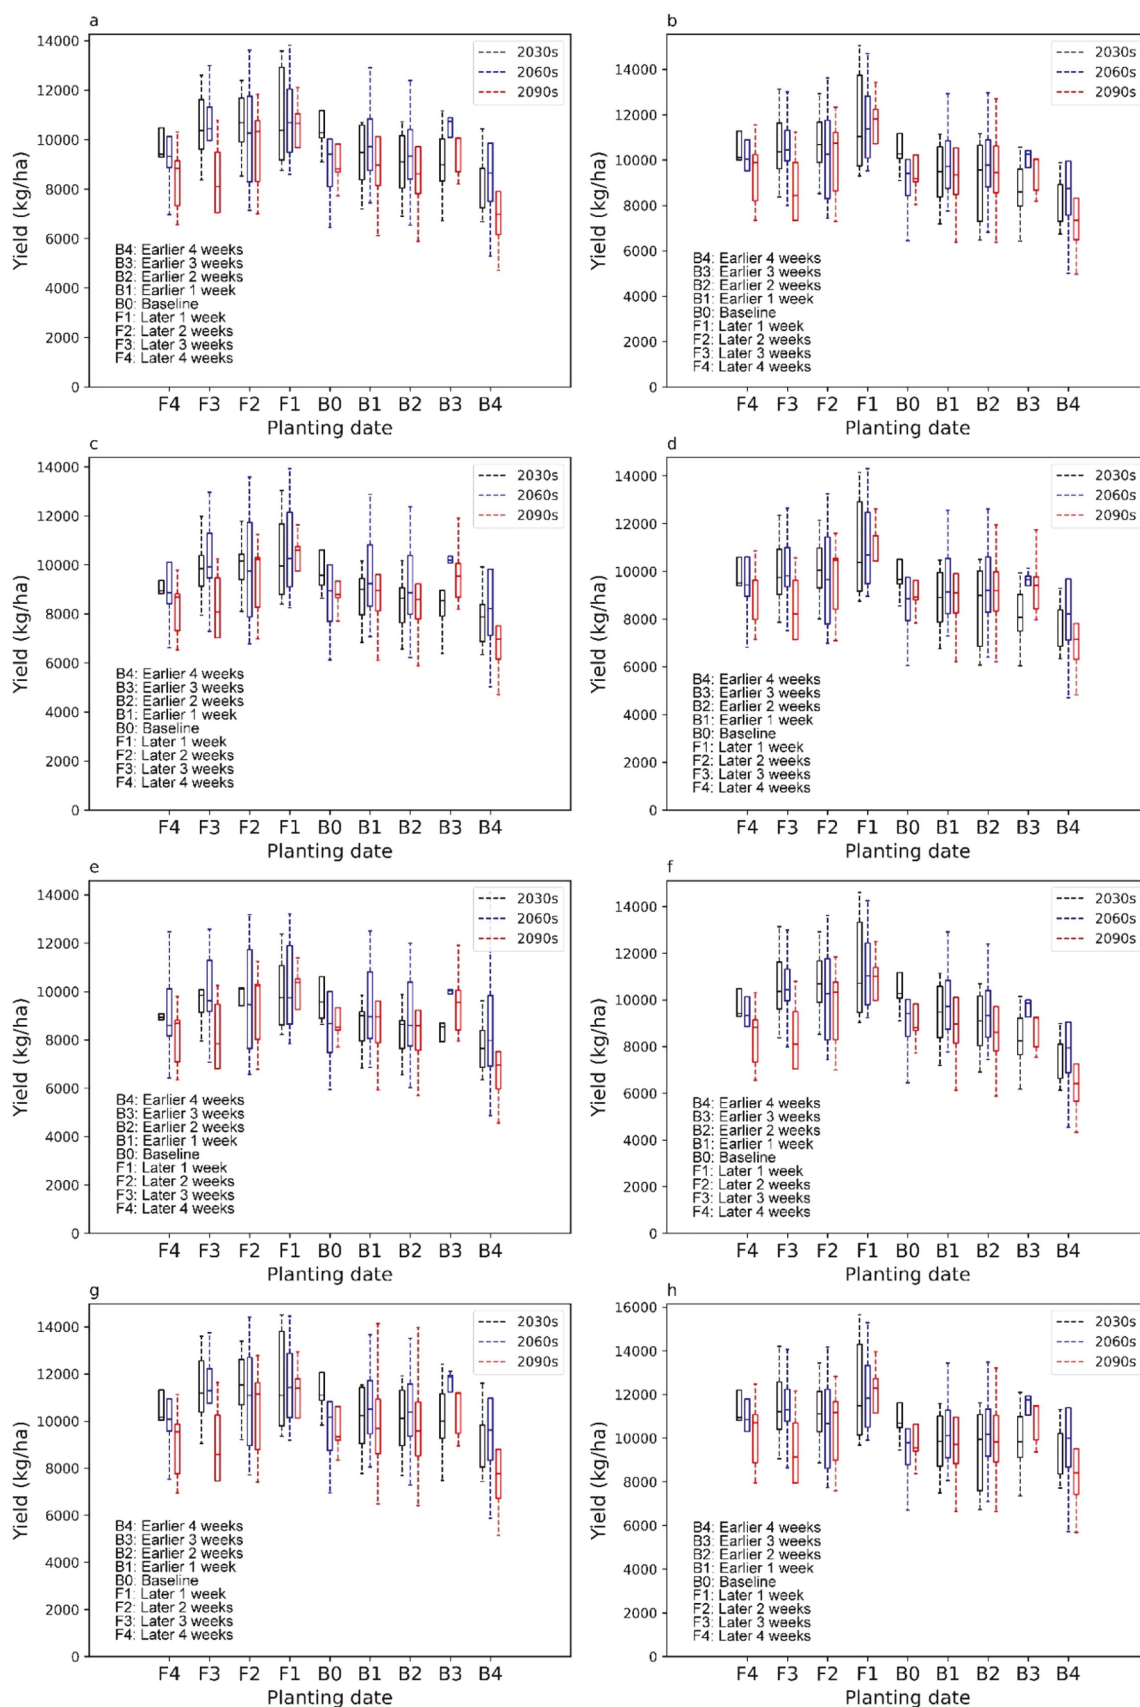 a
14000
12000
10000
8000
6000
4000
2000
0
Yield (kg/ha)
2030s
2060s
2090s
B4: Earlier 4 weeks
B3: Earlier 3 weeks
B2: Earlier 2 weeks
B1: Earlier 1 week
B0: Baseline
F1: Later 1 week
F2: Later 2 weeks
F3: Later 3 weeks
F4: Later 4 weeks
F4 F3 F2 F1 B0 B1 B2 B3 B4
Planting date
b
14000
12000
10000
8000
6000
4000
2000
0
Yield (kg/ha)
2030s
2060s
2090s
B4: Earlier 4 weeks
B3: Earlier 3 weeks
B2: Earlier 2 weeks
B1: Earlier 1 week
B0: Baseline
F1: Later 1 week
F2: Later 2 weeks
F3: Later 3 weeks
F4: Later 4 weeks
F4 F3 F2 F1 B0 B1 B2 B3 B4
Planting date
c
14000
12000
10000
8000
6000
4000
2000
0
Yield (kg/ha)
2030s
2060s
2090s
B4: Earlier 4 weeks
B3: Earlier 3 weeks
B2: Earlier 2 weeks
B1: Earlier 1 week
B0: Baseline
F1: Later 1 week
F2: Later 2 weeks
F3: Later 3 weeks
F4: Later 4 weeks
F4 F3 F2 F1 B0 B1 B2 B3 B4
Planting date
d
14000
12000
10000
8000
6000
4000
2000
0
Yield (kg/ha)
2030s
2060s
2090s
B4: Earlier 4 weeks
B3: Earlier 3 weeks
B2: Earlier 2 weeks
B1: Earlier 1 week
B0: Baseline
F1: Later 1 week
F2: Later 2 weeks
F3: Later 3 weeks
F4: Later 4 weeks
F4 F3 F2 F1 B0 B1 B2 B3 B4
Planting date
e
14000
12000
10000
8000
6000
4000
2000
0
Yield (kg/ha)
2030s
2060s
2090s
B4: Earlier 4 weeks
B3: Earlier 3 weeks
B2: Earlier 2 weeks
B1: Earlier 1 week
B0: Baseline
F1: Later 1 week
F2: Later 2 weeks
F3: Later 3 weeks
F4: Later 4 weeks
F4 F3 F2 F1 B0 B1 B2 B3 B4
Planting date
f
14000
12000
10000
8000
6000
4000
2000
0
Yield (kg/ha)
2030s
2060s
2090s
B4: Earlier 4 weeks
B3: Earlier 3 weeks
B2: Earlier 2 weeks
B1: Earlier 1 week
B0: Baseline
F1: Later 1 week
F2: Later 2 weeks
F3: Later 3 weeks
F4: Later 4 weeks
F4 F3 F2 F1 B0 B1 B2 B3 B4
Planting date
g
14000
12000
10000
8000
6000
4000
2000
0
Yield (kg/ha)
2030s
2060s
2090s
B4: Earlier 4 weeks
B3: Earlier 3 weeks
B2: Earlier 2 weeks
B1: Earlier 1 week
B0: Baseline
F1: Later 1 week
F2: Later 2 weeks
F3: Later 3 weeks
F4: Later 4 weeks
F4 F3 F2 F1 B0 B1 B2 B3 B4
Planting date
h
16000
14000
12000
10000
8000
6000
4000
2000
0
Yield (kg/ha)
2030s
2060s
2090s
B4: Earlier 4 weeks
B3: Earlier 3 weeks
B2: Earlier 2 weeks
B1: Earlier 1 week
B0: Baseline
F1: Later 1 week
F2: Later 2 weeks
F3: Later 3 weeks
F4: Later 4 weeks
F4 F3 F2 F1 B0 B1 B2 B3 B4
Planting date